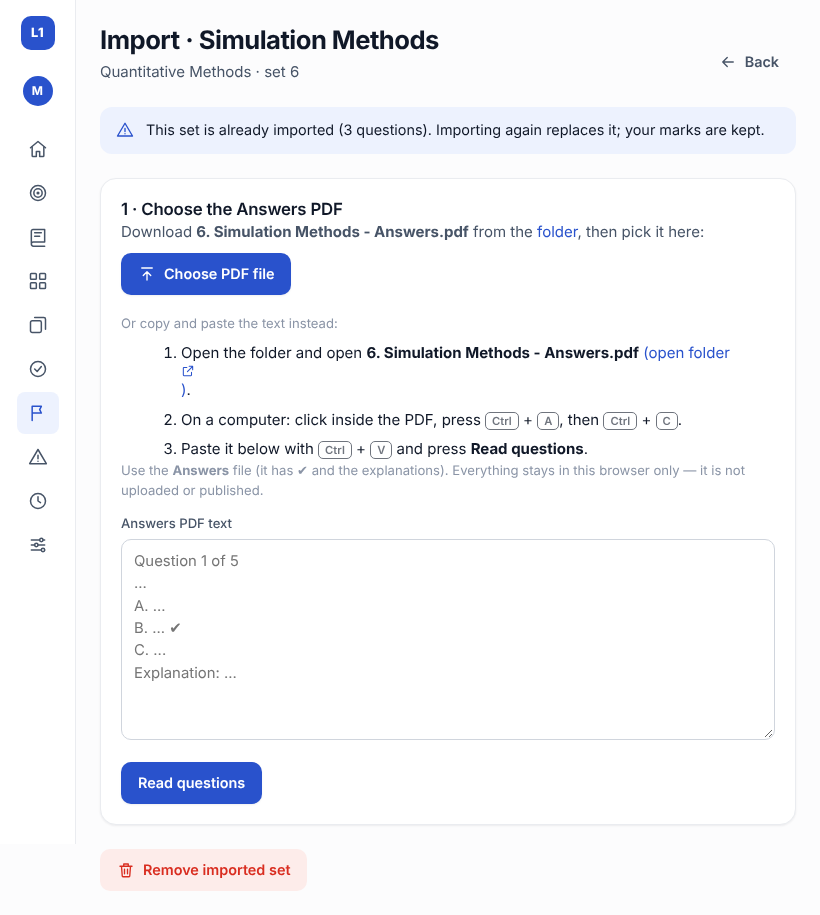 L1
M
Import · Simulation Methods
Quantitative Methods · set 6
← Back
This set is already imported (3 questions). Importing again replaces it; your marks are kept.
1 · Choose the Answers PDF
Download 6. Simulation Methods - Answers.pdf from the folder, then pick it here:
Choose PDF file
Or copy and paste the text instead:
1. Open the folder and open 6. Simulation Methods - Answers.pdf (open folder
).
2. On a computer: click inside the PDF, press Ctrl + A, then Ctrl + C.
3. Paste it below with Ctrl + V and press Read questions.
Use the Answers file (it has ✔ and the explanations). Everything stays in this browser only — it is not
uploaded or published.
Answers PDF text
Question 1 of 5
...
A. ...
B. ... ✔
C. ...
Explanation: ...
Read questions
Remove imported set